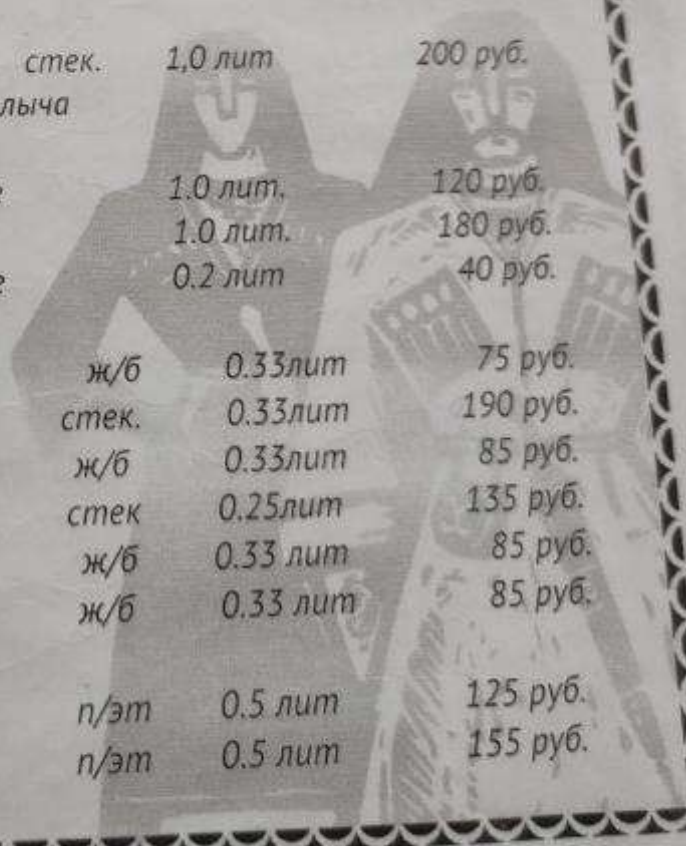 стек. 1,0 лит 200 руб.
лыча
е 1.0 лит. 120 руб.
1.0 лит. 180 руб.
е 0.2 лит 40 руб.
ж/б 0.33лит 75 руб.
стек. 0.33лит 190 руб.
ж/б 0.33лит 85 руб.
стек 0.25лит 135 руб.
ж/б 0.33 лит 85 руб.
ж/б 0.33 лит 85 руб.
п/эт 0.5 лит 125 руб.
п/эт 0.5 лит 155 руб.